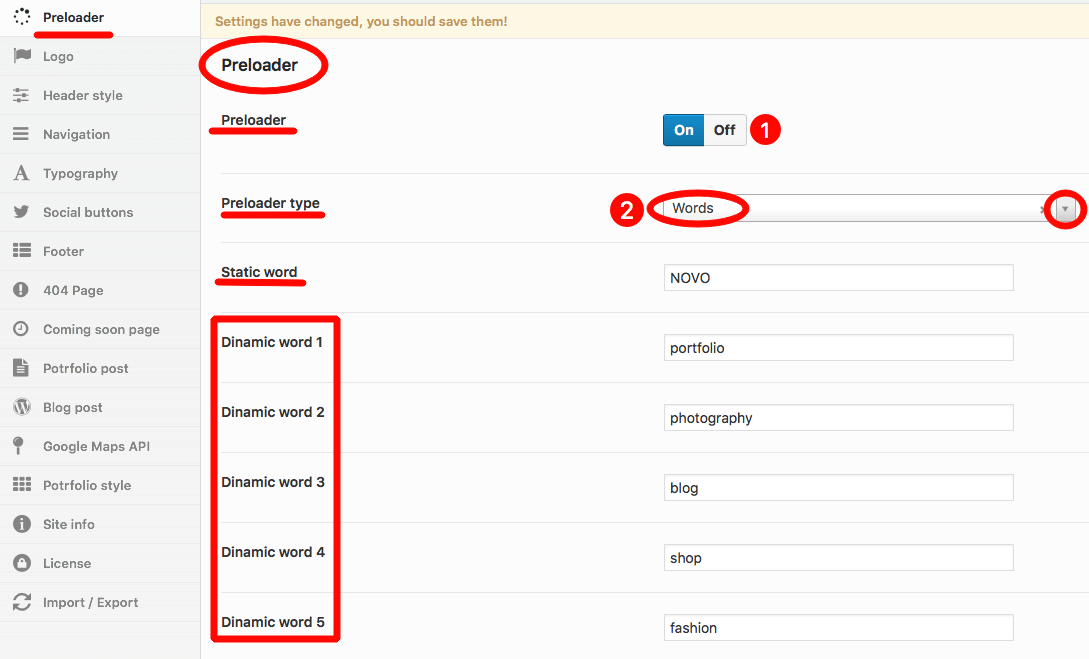 Preloader
Logo
Header style
Navigation
Typography
Social buttons
Footer
404 Page
Coming soon page
Potrfolio post
Blog post
Google Maps API
Potrfolio style
Site info
License
Import / Export
Settings have changed, you should save them!
Preloader
Preloader
On Off 1
Preloader type
2 Words
Static word
NOVO
Dinamic word 1
portfolio
Dinamic word 2
photography
Dinamic word 3
blog
Dinamic word 4
shop
Dinamic word 5
fashion